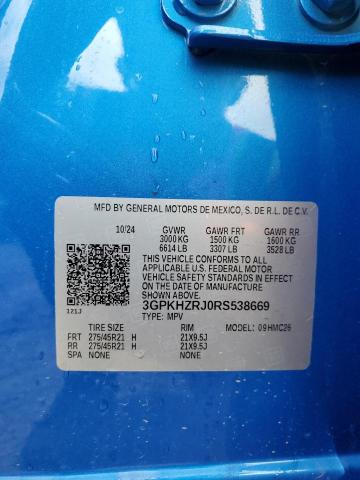 MFD BY GENERAL MOTORS DE MEXICO, S. DE R.L. DE C.V.
10/24 GVWR GAWR FRT GAWR RR
3000 KG 1500 KG 1600 KG
6614 LB 3307 LB 3528 LB
THIS VEHICLE CONFORMS TO ALL
APPLICABLE U.S. FEDERAL MOTOR
VEHICLE SAFETY STANDARDS IN EFFECT
ON THE DATE OF MANUFACTURE
SHOWN ABOVE.
3GPKHZRJ0RS538669
121J TYPE: MPV
TIRE SIZE RIM MODEL: 09HMC26
FRT 275/45R21 H 21X9.5J
RR 275/45R21 H 21X9.5J
SPA NONE NONE